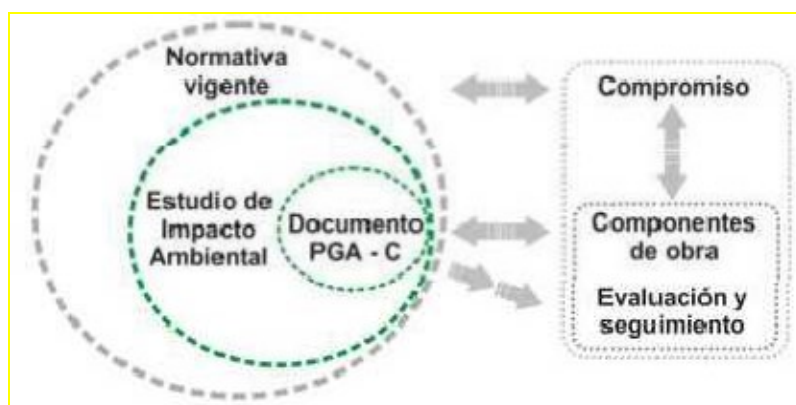 Normativa
vigente
Estudio de
Impacto
Ambiental
Documento
PGA - C
Compromiso
Componentes
de obra
Evaluación y
seguimiento